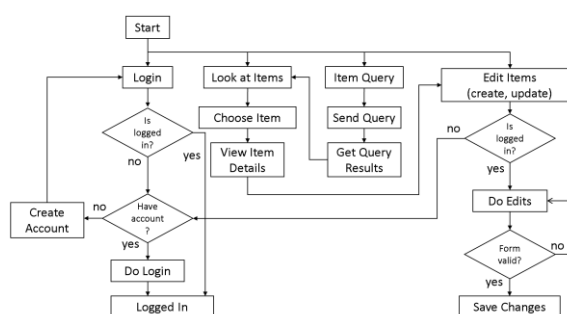 Start
Login
Look at Items
Item Query
Edit Items
(create, update)
Is
logged
in?
no
yes
Choose Item
Send Query
View Item
Details
Get Query
Results
no
Is
logged
in?
yes
Create
Account
no
Have
account
?
yes
Do Edits
Do Login
Form
valid?
no
yes
Logged In
Save Changes